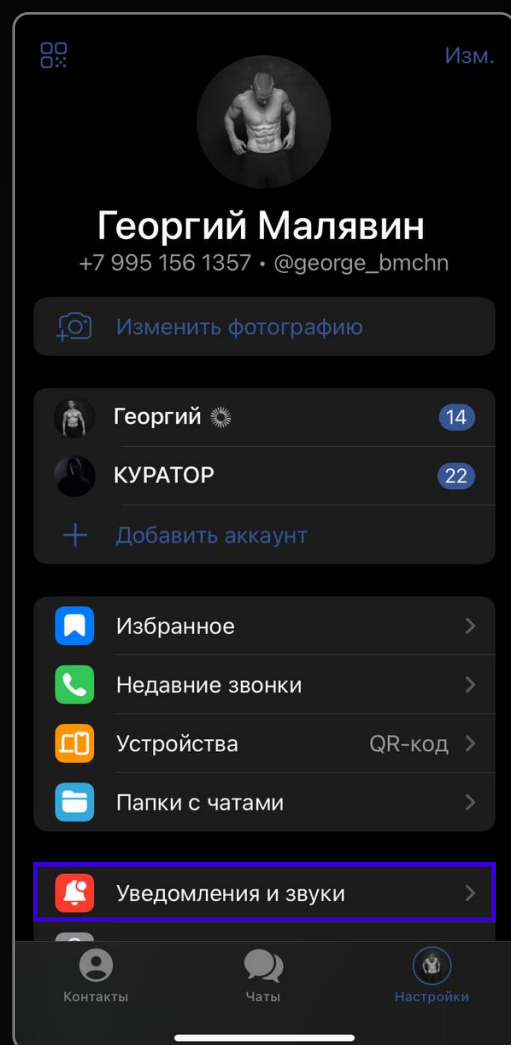 Изм.
Георгий Малявин
+7 995 156 1357 • @george_bmchn
Изменить фотографию
Георгий 14
КУРАТОР 22
Добавить аккаунт
Избранное
Недавние звонки
Устройства QR-код
Папки с чатами
Уведомления и звуки
Контакты Чаты Настройки